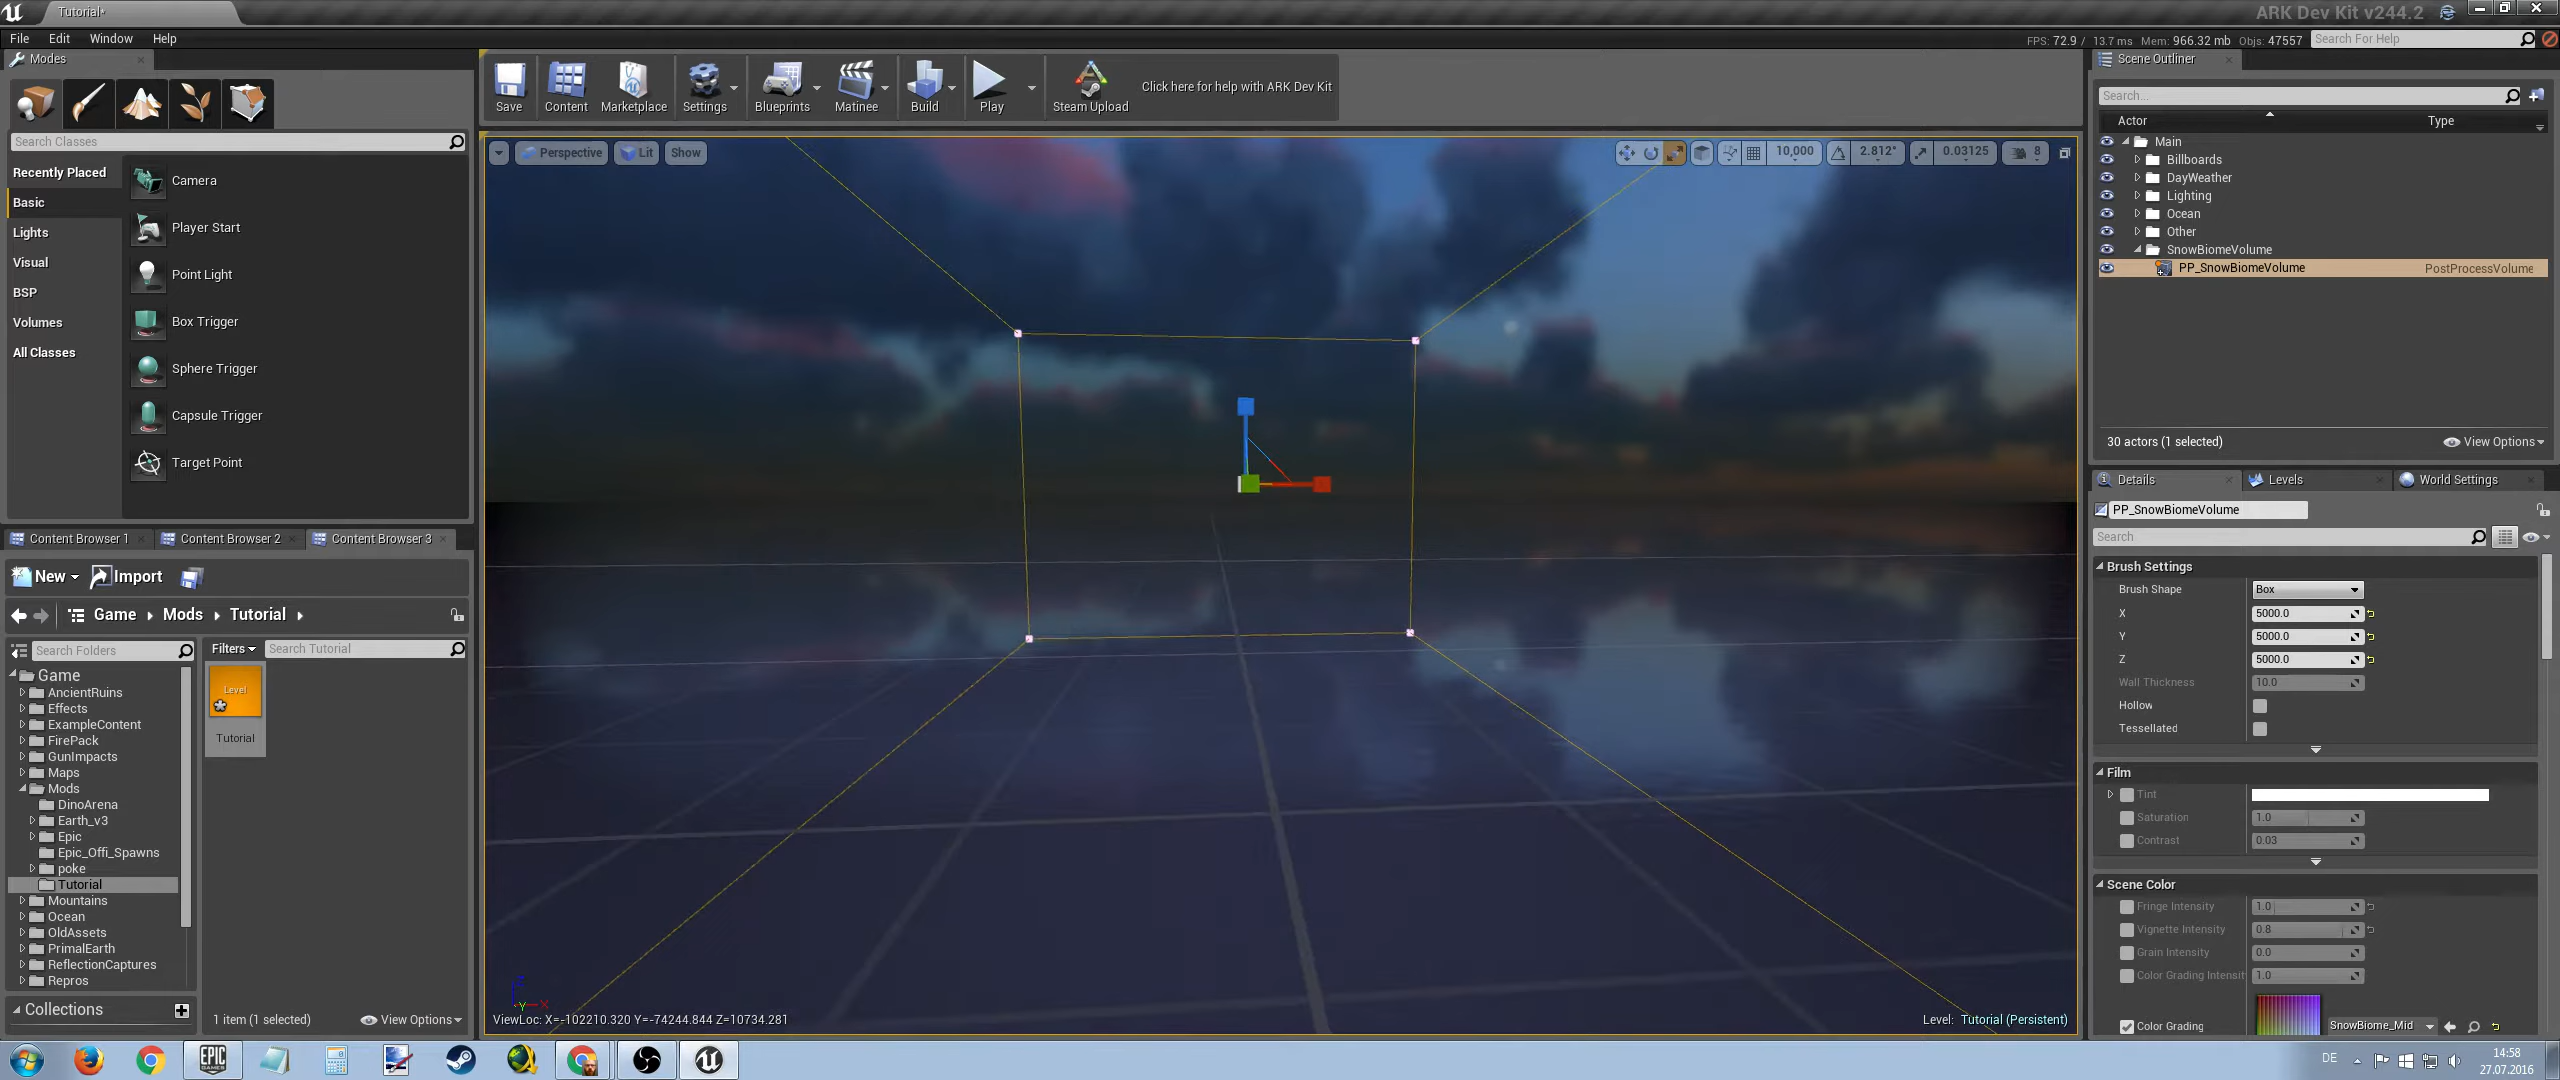 Tutorial*
ARK Dev Kit v244.2
File Edit Window Help
FPS: 72.9 / 13.7 ms Mem: 966.32 mb Objs: 47557
Search For Help
Modes
Search Classes
Recently Placed
Basic
Lights
Visual
BSP
Volumes
All Classes
Camera
Player Start
Point Light
Box Trigger
Sphere Trigger
Capsule Trigger
Target Point
Save
Content
Marketplace
Settings
Blueprints
Matinee
Build
Play
Steam Upload
Click here for help with ARK Dev Kit
Perspective
Lit
Show
10,000
2.812°
0.03125
8
Z
X
Y
ViewLoc: X=-102210.320 Y=-74244.844 Z=10734.281
Level: Tutorial (Persistent)
Content Browser 1
Content Browser 2
Content Browser 3
New
Import
Game
Mods
Tutorial
Search Folders
Filters
Search Tutorial
Game
AncientRuins
Effects
ExampleContent
FirePack
GunImpacts
Maps
Mods
DinoArena
Earth_v3
Epic
Epic_Offi_Spawns
poke
Tutorial
Mountains
Ocean
OldAssets
PrimalEarth
ReflectionCaptures
Repros
Level
Tutorial
Collections
1 item (1 selected)
View Options
Scene Outliner
Search...
Actor
Type
Main
Billboards
DayWeather
Lighting
Ocean
Other
SnowBiomeVolume
PP_SnowBiomeVolume PostProcessVolume
30 actors (1 selected)
View Options
Details
Levels
World Settings
PP_SnowBiomeVolume
Search
Brush Settings
Brush Shape Box
X 5000.0
Y 5000.0
Z 5000.0
Wall Thickness 10.0
Hollow
Tessellated
Film
Tint
Saturation 1.0
Contrast 0.03
Scene Color
Fringe Intensity 1.0
Vignette Intensity 0.8
Grain Intensity 0.0
Color Grading Intensit 1.0
Color Grading SnowBiome_Mid
EPIC
GAMES
DE
14:58
27.07.2016